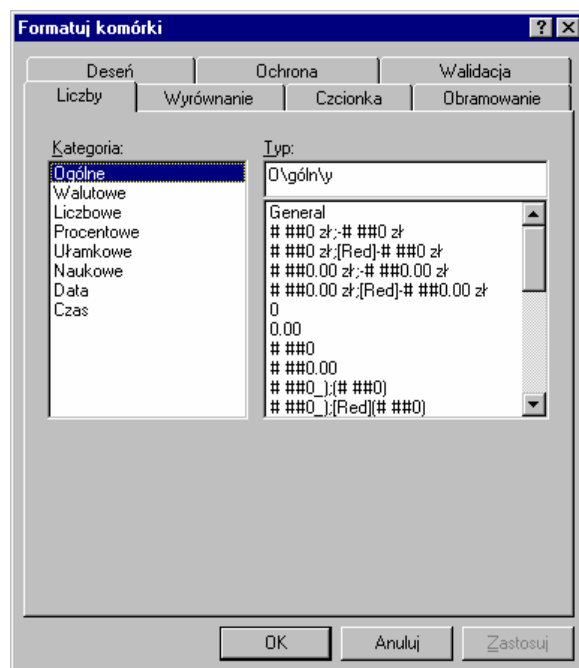 Formatuj komórki
Deseń Ochrona Walidacja
Liczby Wyrównanie Czcionka Obramowanie
Kategoria: Typ:
Ogólne
Walutowe
Liczbowe
Procentowe
Ułamkowe
Naukowe
Data
Czas
O\góln\y
General
# ##0 zł;-# ##0 zł
# ##0 zł;[Red]-# ##0 zł
# ##0.00 zł;-# ##0.00 zł
# ##0.00 zł;[Red]-# ##0.00 zł
0
0.00
# ##0
# ##0.00
# ##0_);(# ##0)
# ##0_);[Red](# ##0)
OK Anuluj Zastosuj